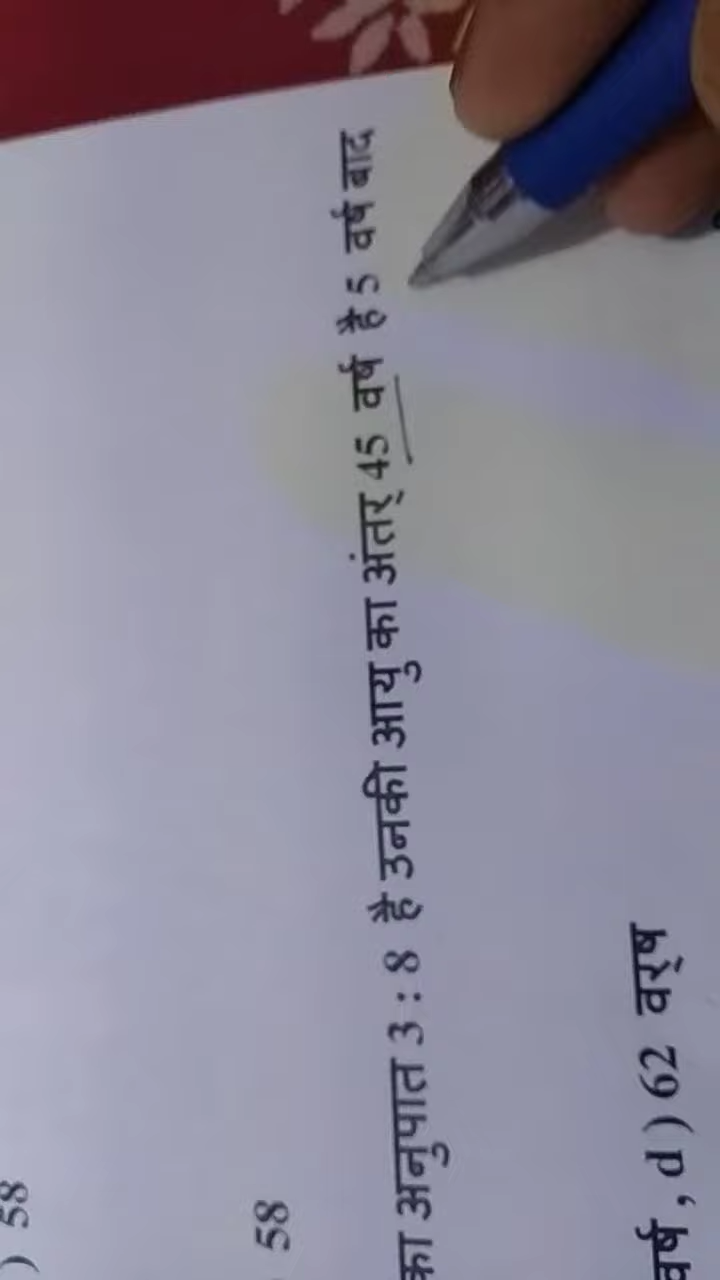 ) 58
58
का अनुपात 3 : 8 है उनकी आयु का अंतर् 45 वर्ष है 5 वर्ष बाद
वर्ष , d ) 62 वर्ष